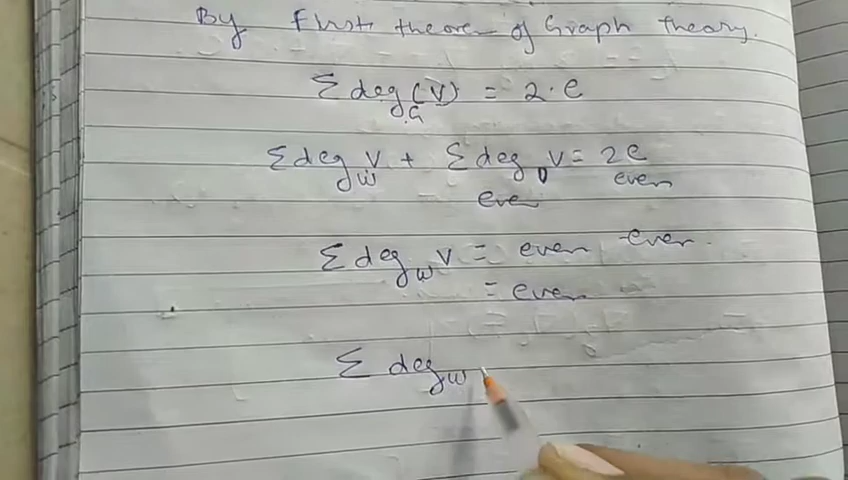 By First theorem of Graph theory.
Σ deg_G(V) = 2·e
Σ deg_W V + Σ deg_U V = 2e
even even
Σ deg_W V = even - even.
= even
Σ deg_W